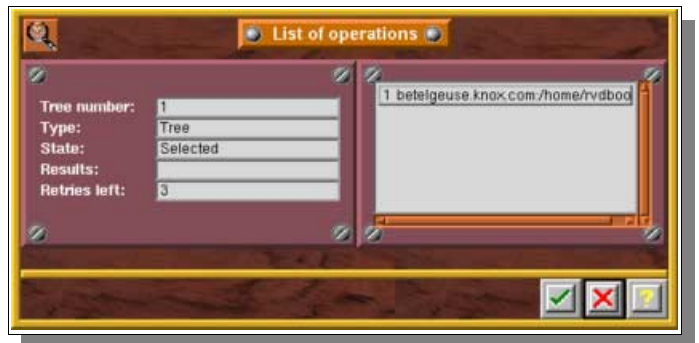 List of operations
Tree number: 1
Type: Tree
State: Selected
Results:
Retries left: 3
1 betelgeuse.knox.com:/home/rvdboo
?